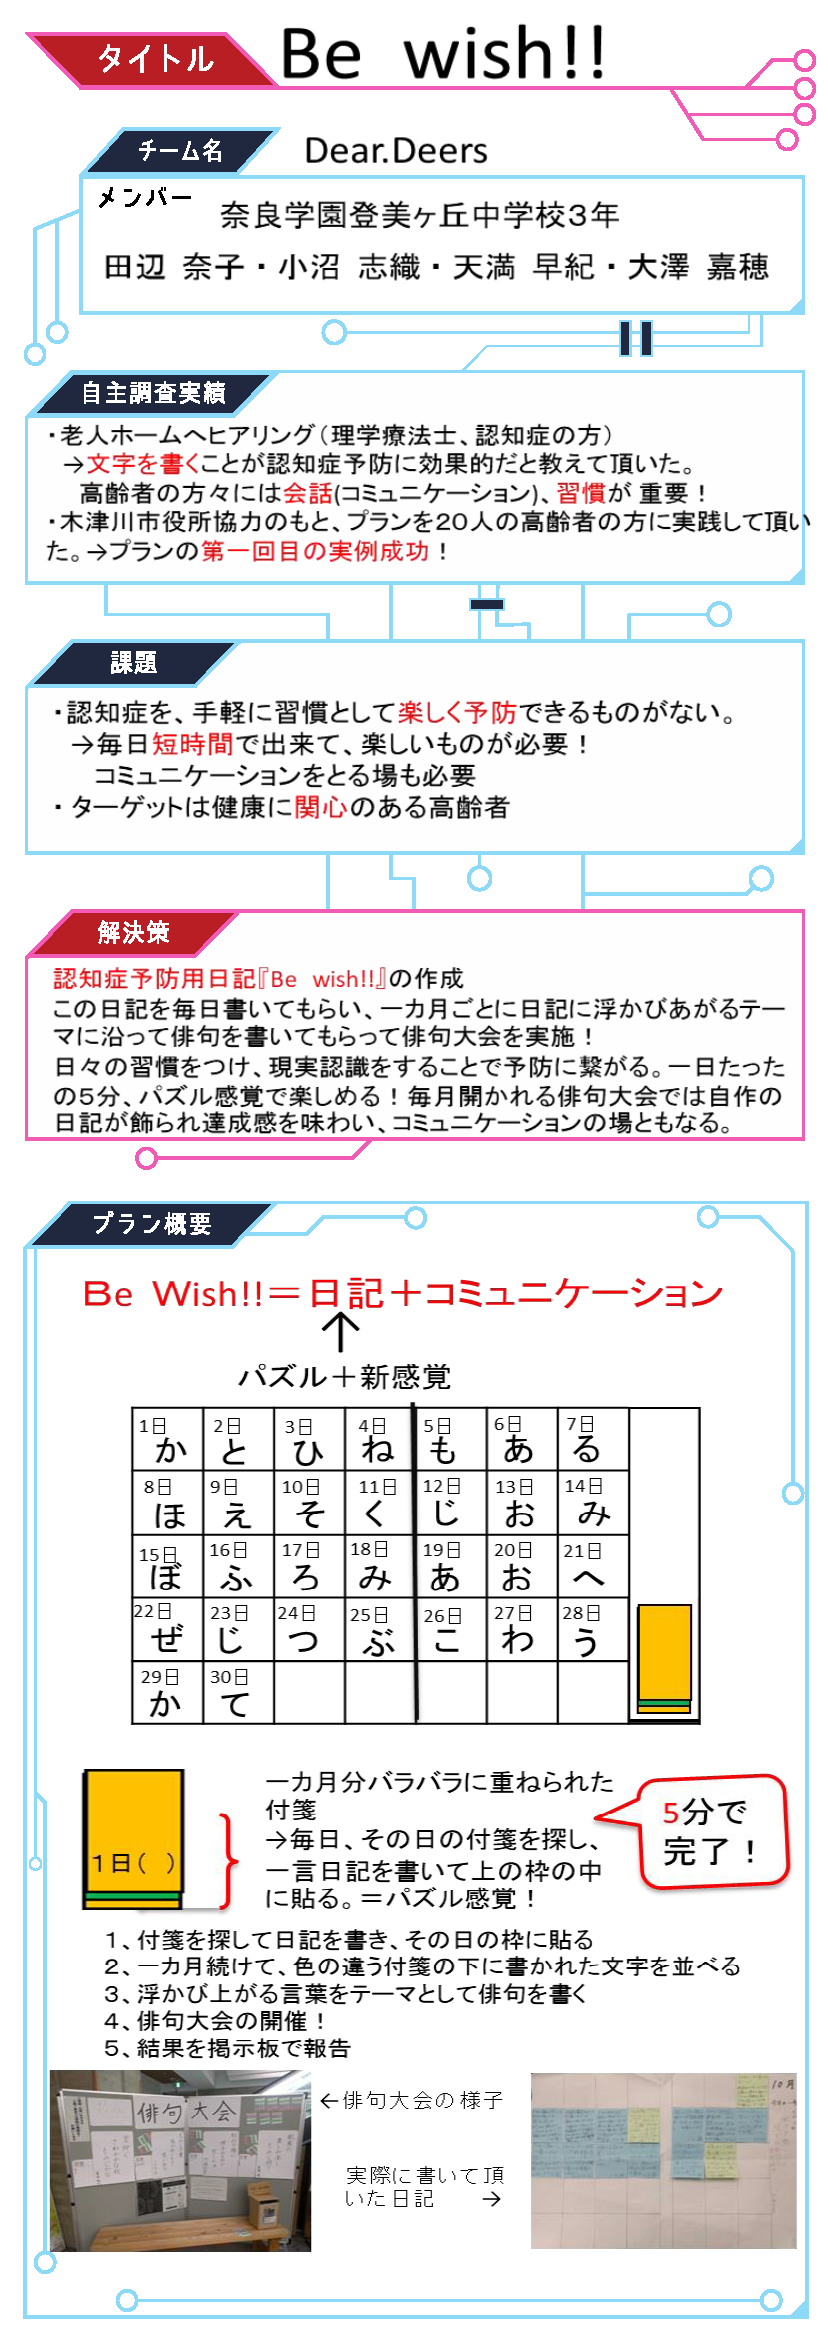 タイトル
Be wish!!
チーム名
Dear.Deers
メンバー
奈良学園登美ヶ丘中学校3年
田辺 奈子・小沼 志織・天満 早紀・大澤 嘉穂
自主調査実績
・老人ホームへヒアリング（理学療法士、認知症の方）
→文字を書くことが認知症予防に効果的だと教えて頂いた。
高齢者の方々には会話(コミュニケーション)、習慣が 重要！
・木津川市役所協力のもと、プランを20人の高齢者の方に実践して頂い
た。→プランの第一回目の実例成功！
課題
・認知症を、手軽に習慣として楽しく予防できるものがない。
→毎日短時間で出来て、楽しいものが必要！
コミュニケーションをとる場も必要
・ターゲットは健康に関心のある高齢者
解決策
認知症予防用日記『Be wish!!』の作成
この日記を毎日書いてもらい、一カ月ごとに日記に浮かびあがるテー
マに沿って俳句を書いてもらって俳句大会を実施！
日々の習慣をつけ、現実認識をすることで予防に繋がる。一日たった
の5分、パズル感覚で楽しめる！毎月開かれる俳句大会では自作の
日記が飾られ達成感を味わい、コミュニケーションの場ともなる。
プラン概要
Be Wish!!＝日記＋コミュニケーション
↑
パズル＋新感覚
1日 2日 3日 4日 5日 6日 7日
か と ひ ね も あ る
8日 9日 10日 11日 12日 13日 14日
ほ え そ く じ お み
15日 16日 17日 18日 19日 20日 21日
ぼ ふ ろ み あ お へ
22日 23日 24日 25日 26日 27日 28日
ぜ じ つ ぶ こ わ う
29日 30日
か て
1日（ ）
一カ月分バラバラに重ねられた
付箋
→毎日、その日の付箋を探し、
一言日記を書いて上の枠の中
に貼る。＝パズル感覚！
5分で
完了！
1、付箋を探して日記を書き、その日の枠に貼る
2、一カ月続けて、色の違う付箋の下に書かれた文字を並べる
3、浮かび上がる言葉をテーマとして俳句を書く
4、俳句大会の開催！
5、結果を掲示板で報告
俳句大会
←俳句大会の様子
実際に書いて頂
いた日記 →
10月